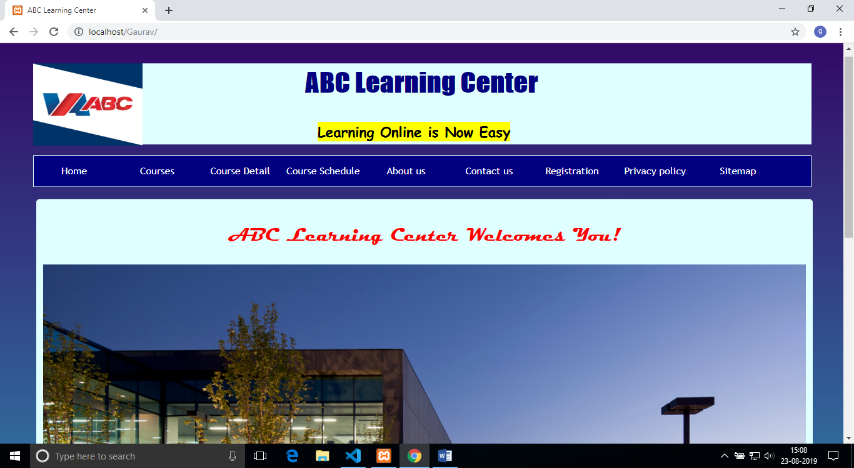 ABC Learning Center
localhost/Gaurav/
g
ABC
ABC Learning Center
Learning Online is Now Easy
Home Courses Course Detail Course Schedule About us Contact us Registration Privacy policy Sitemap
ABC Learning Center Welcomes You!
Type here to search
15:08
23-08-2019